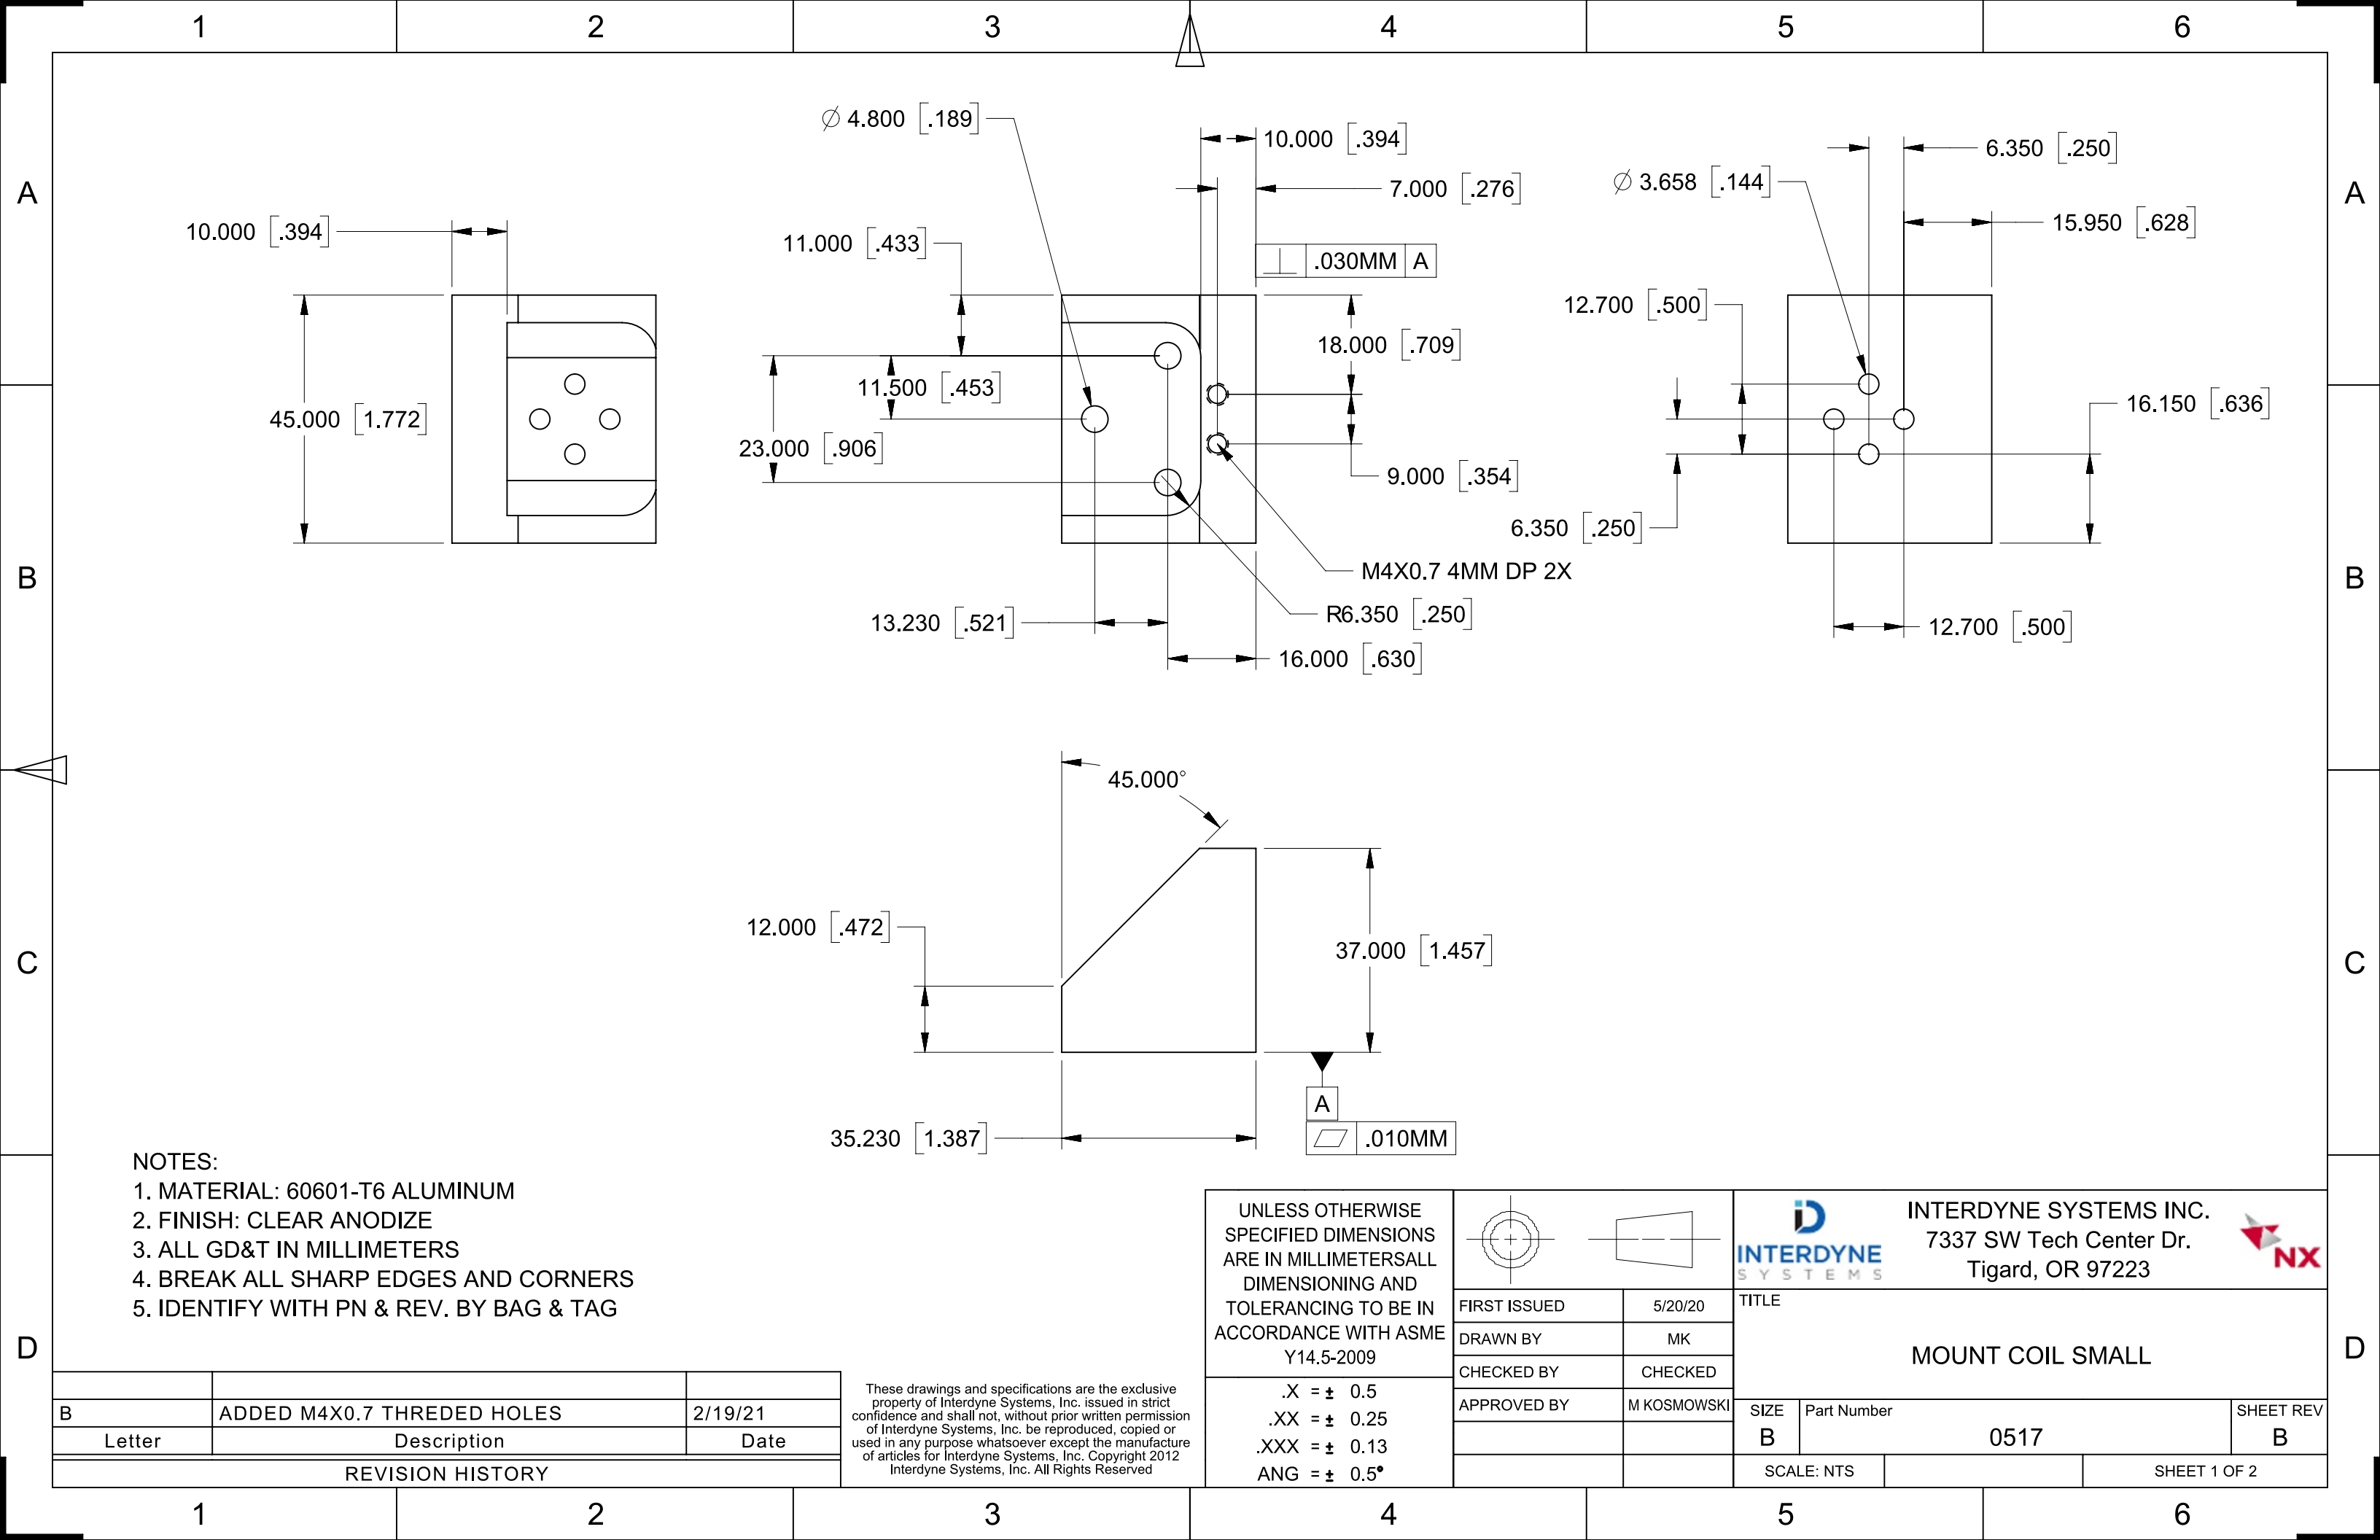 1 2 3 4 5 6
A A
B B
C C
D D
1 2 3 4 5 6
10.000 [.394]
45.000 [1.772]
∅ 4.800 [.189]
10.000 [.394]
7.000 [.276]
11.000 [.433]
⊥ .030MM A
18.000 [.709]
11.500 [.453]
23.000 [.906]
9.000 [.354]
M4X0.7 4MM DP 2X
R6.350 [.250]
13.230 [.521]
16.000 [.630]
6.350 [.250]
∅ 3.658 [.144]
15.950 [.628]
12.700 [.500]
16.150 [.636]
6.350 [.250]
12.700 [.500]
45.000°
12.000 [.472]
37.000 [1.457]
A
⏥ .010MM
35.230 [1.387]
NOTES:
1. MATERIAL: 60601-T6 ALUMINUM
2. FINISH: CLEAR ANODIZE
3. ALL GD&T IN MILLIMETERS
4. BREAK ALL SHARP EDGES AND CORNERS
5. IDENTIFY WITH PN & REV. BY BAG & TAG
B ADDED M4X0.7 THREDED HOLES 2/19/21
Letter Description Date
REVISION HISTORY
These drawings and specifications are the exclusive
property of Interdyne Systems, Inc. issued in strict
confidence and shall not, without prior written permission
of Interdyne Systems, Inc. be reproduced, copied or
used in any purpose whatsoever except the manufacture
of articles for Interdyne Systems, Inc. Copyright 2012
Interdyne Systems, Inc. All Rights Reserved
UNLESS OTHERWISE
SPECIFIED DIMENSIONS
ARE IN MILLIMETERSALL
DIMENSIONING AND
TOLERANCING TO BE IN
ACCORDANCE WITH ASME
Y14.5-2009
.X = ± 0.5
.XX = ± 0.25
.XXX = ± 0.13
ANG = ± 0.5°
FIRST ISSUED 5/20/20
DRAWN BY MK
CHECKED BY CHECKED
APPROVED BY M KOSMOWSKI
INTERDYNE
SYSTEMS
INTERDYNE SYSTEMS INC.
7337 SW Tech Center Dr.
Tigard, OR 97223
NX
TITLE
MOUNT COIL SMALL
SIZE Part Number SHEET REV
B 0517 B
SCALE: NTS SHEET 1 OF 2